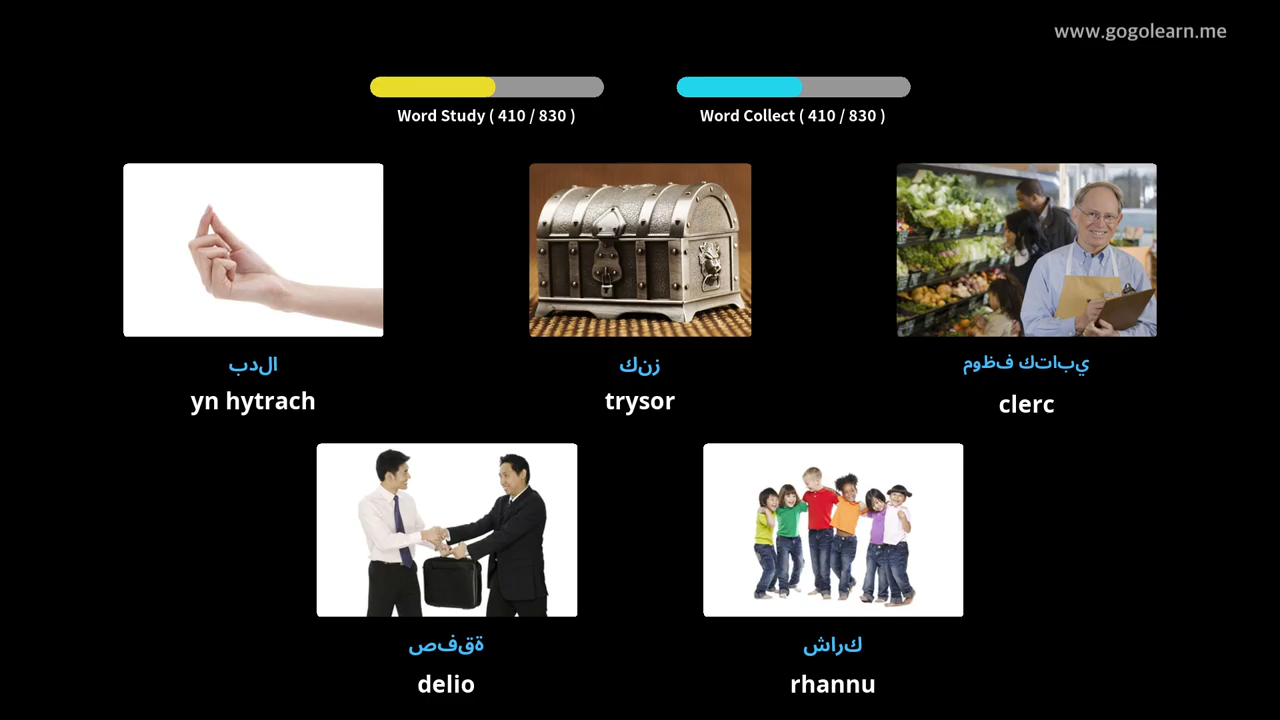 www.gogolearn.me
Word Study ( 410 / 830 )
Word Collect ( 410 / 830 )
الدب
yn hytrach
زنك
trysor
يباتك فظوم
clerc
ةقفص
delio
كراش
rhannu